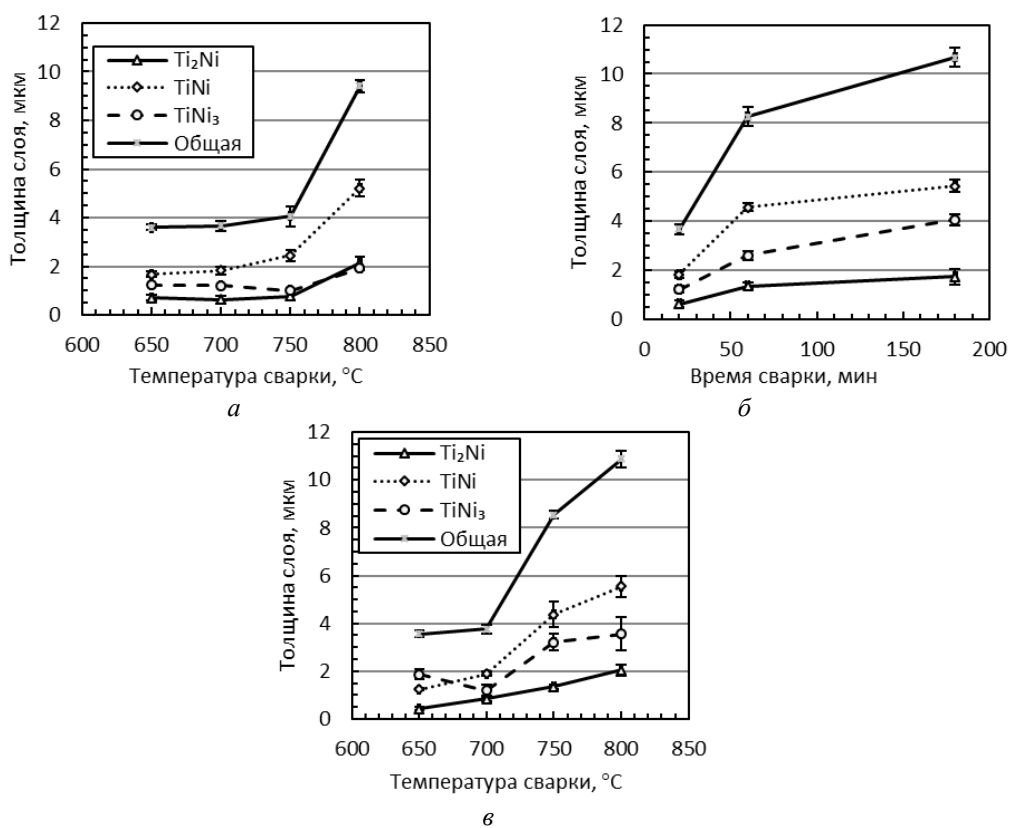 12
10
8
6
4
2
0
Толщина слоя, мкм
Ti₂Ni
TiNi
TiNi₃
Общая
600 650 700 750 800 850
Температура сварки, °C
а
12
10
8
6
4
2
0
Толщина слоя, мкм
0 50 100 150 200
Время сварки, мин
б
12
10
8
6
4
2
0
Толщина слоя, мкм
Ti₂Ni
TiNi
TiNi₃
Общая
600 650 700 750 800 850
Температура сварки, °C
в